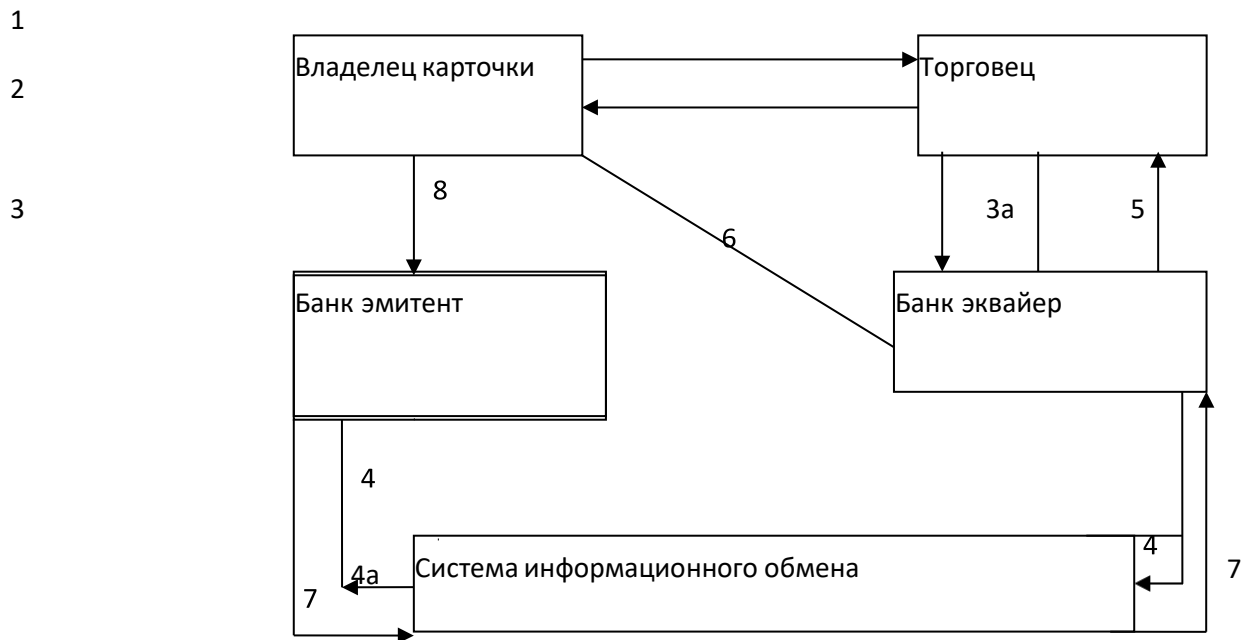 1
Владелец карточки
Торговец
2
8
3а
5
3
6
Банк эмитент
Банк эквайер
4
4
Система информационного обмена
4а
7
7